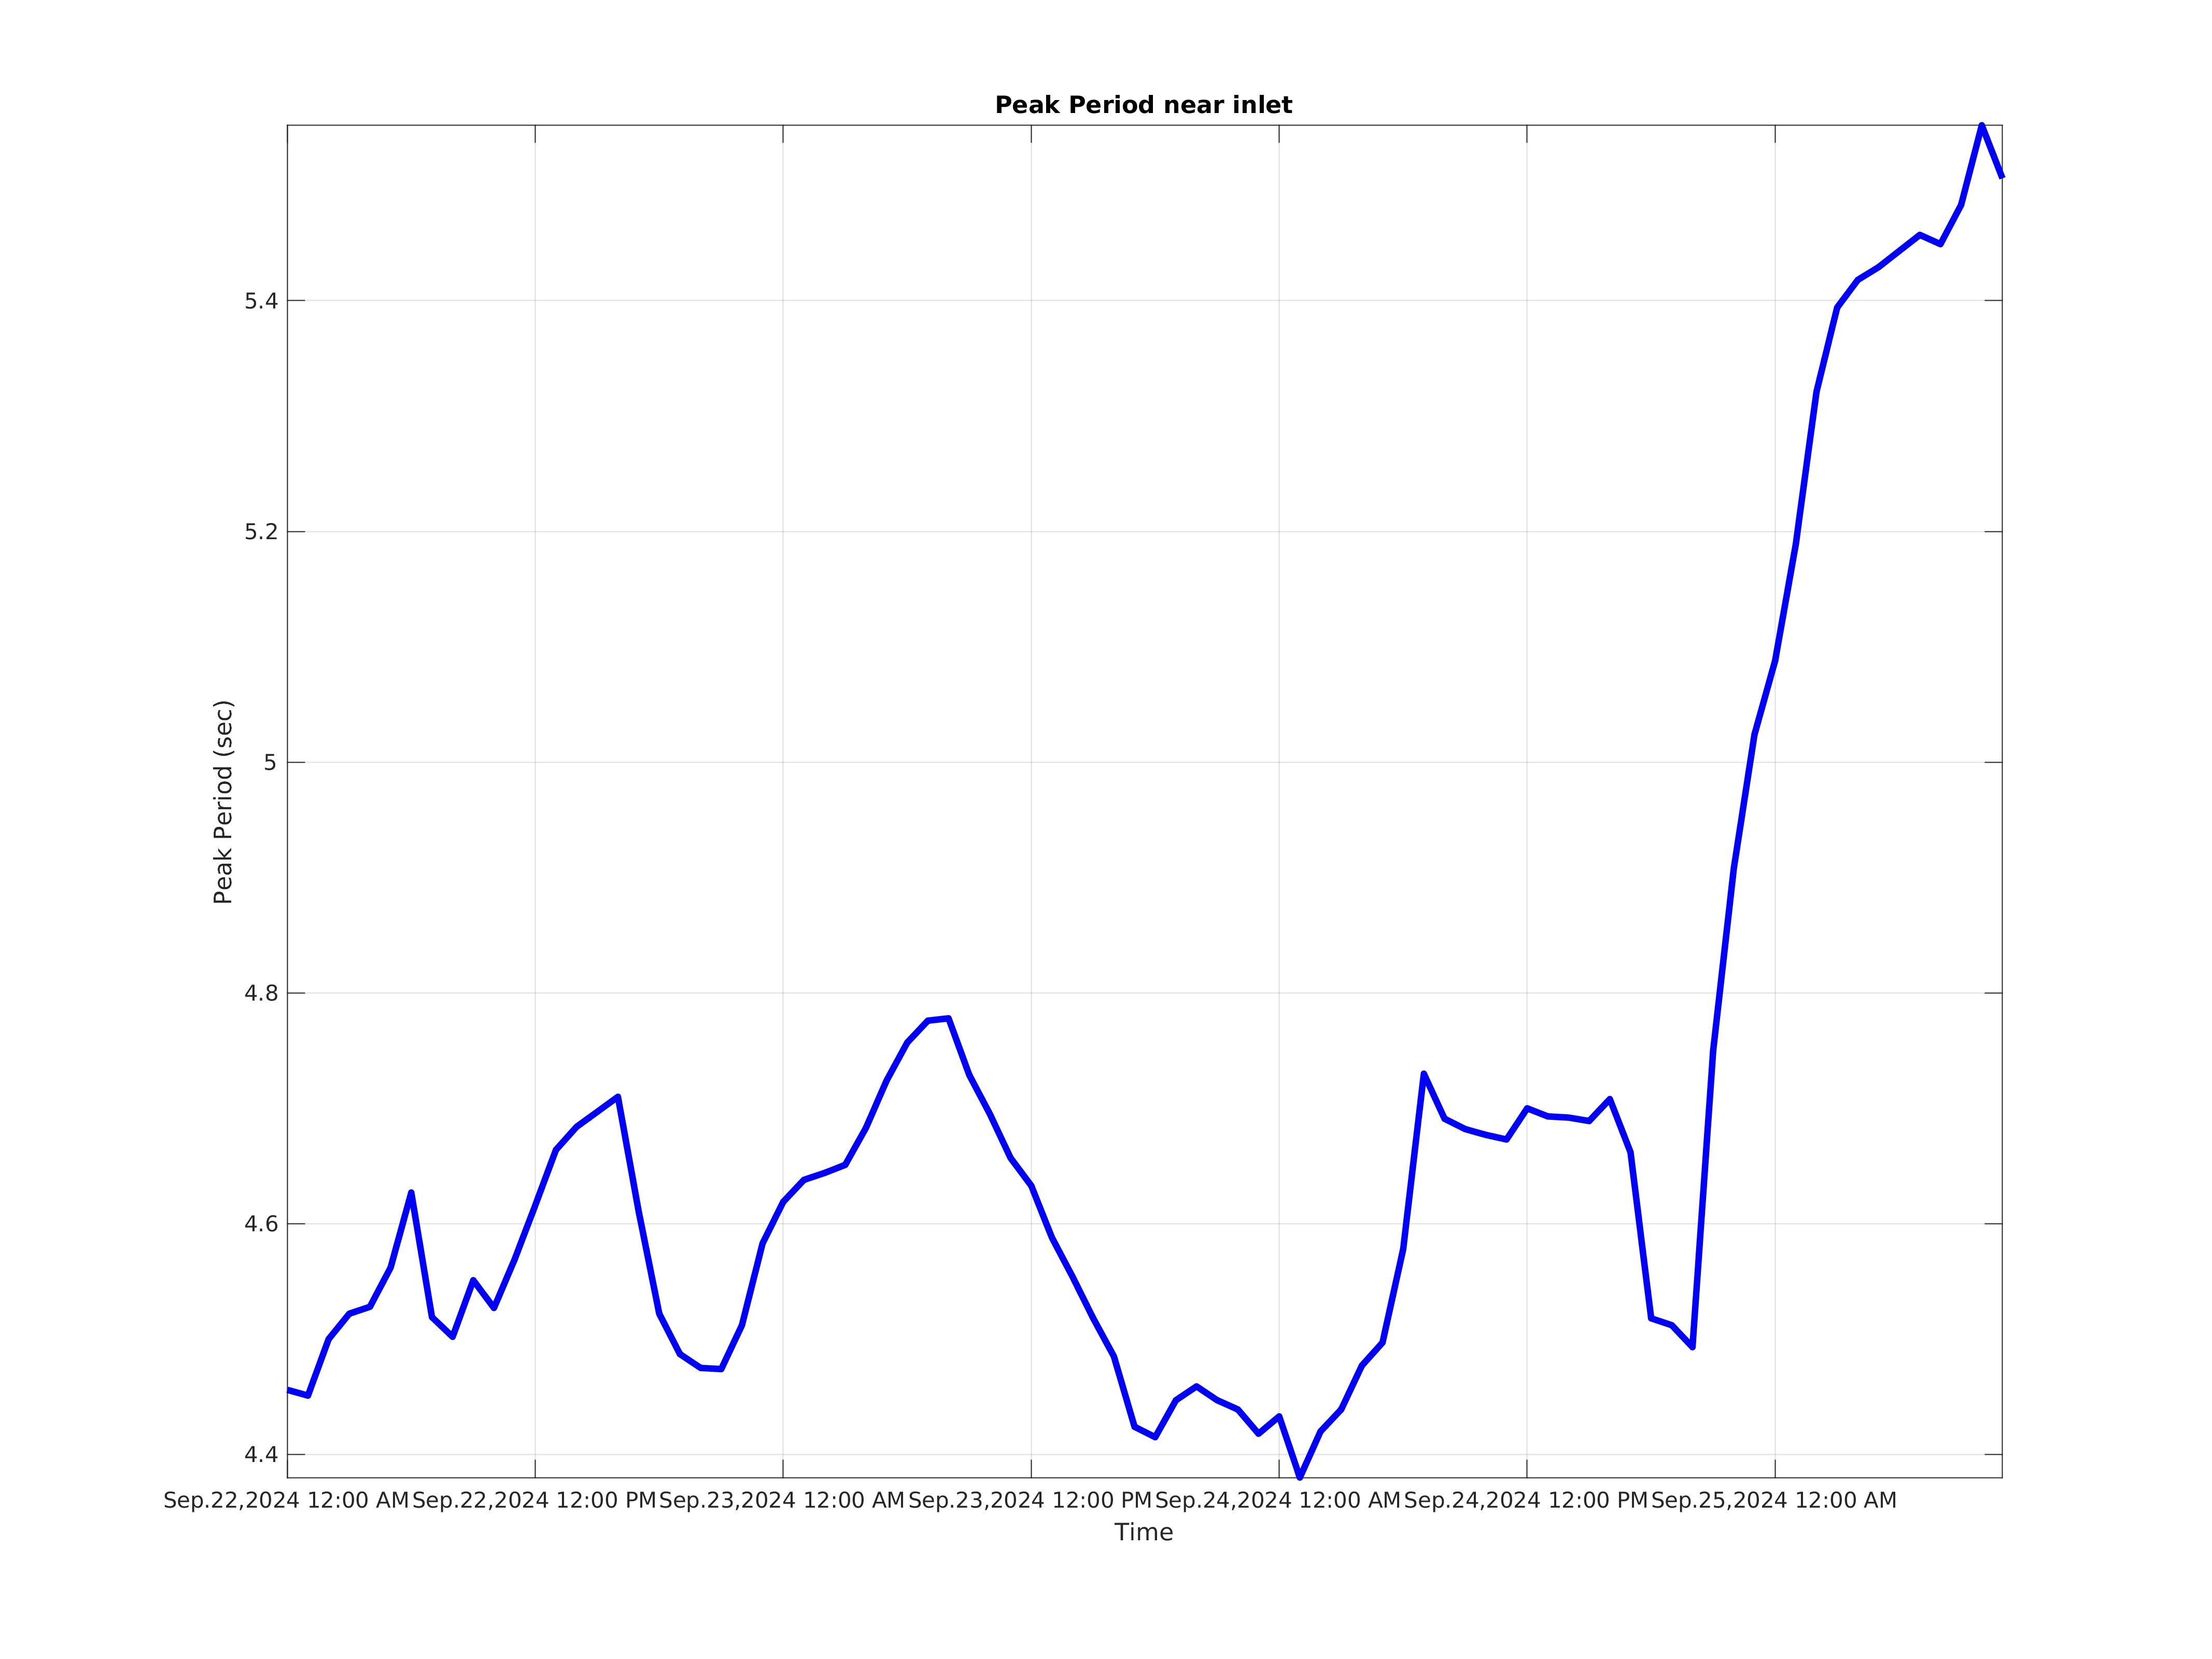 Peak Period near inlet
5.4
5.2
5
4.8
4.6
4.4
Peak Period (sec)
Sep.22,2024 12:00 AM Sep.22,2024 12:00 PM Sep.23,2024 12:00 AM Sep.23,2024 12:00 PM Sep.24,2024 12:00 AM Sep.24,2024 12:00 PM Sep.25,2024 12:00 AM
Time